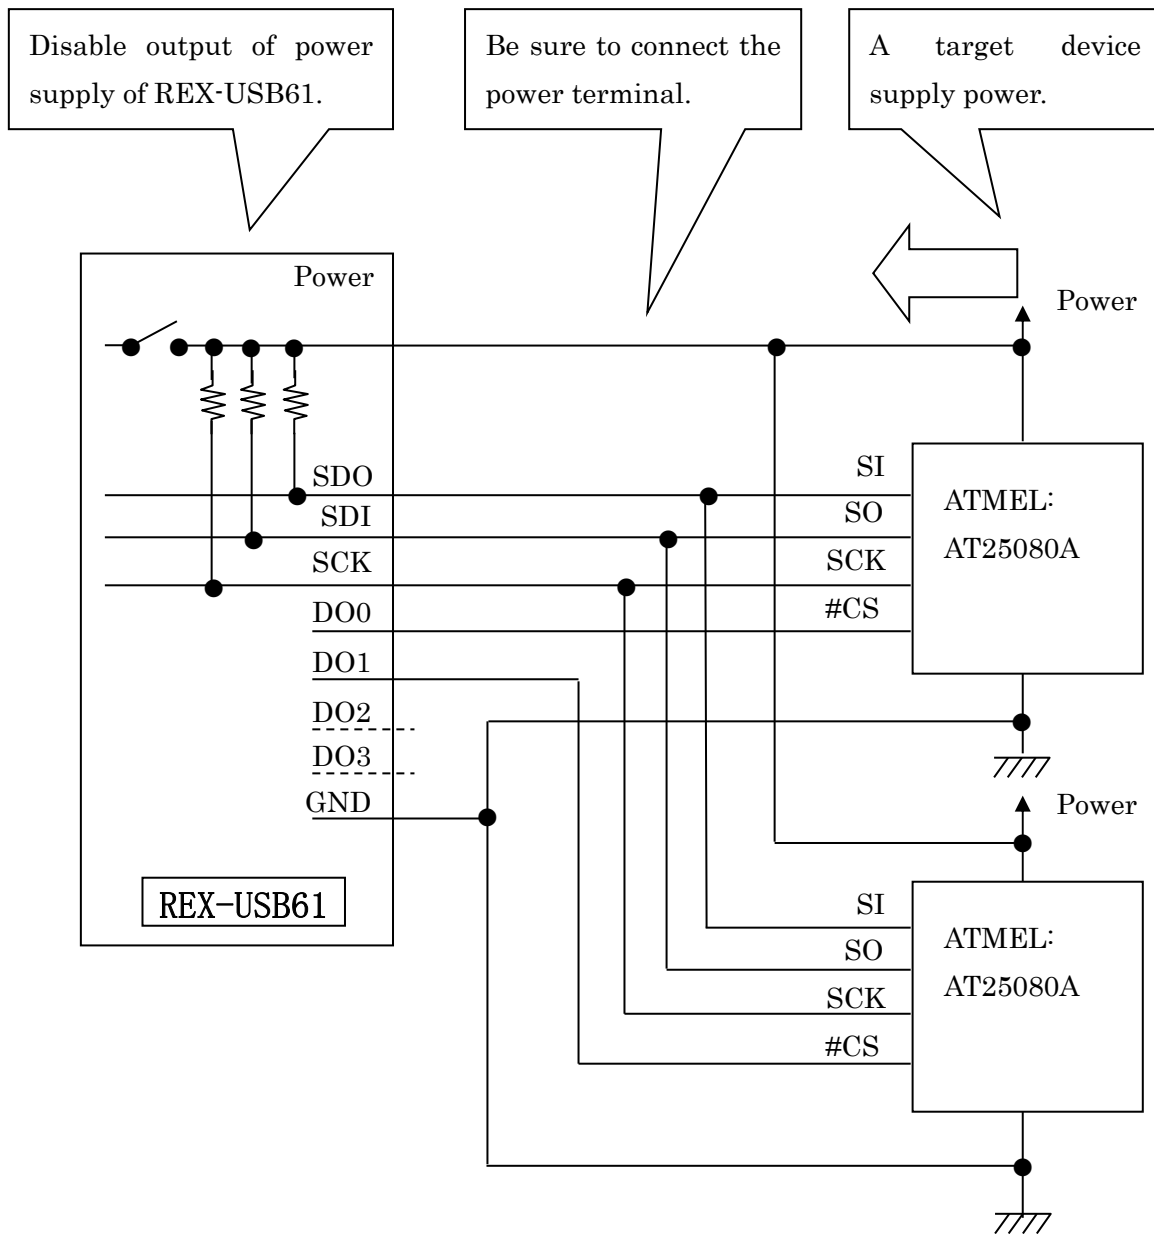 Disable output of power
supply of REX-USB61.
Be sure to connect the
power terminal.
A target device
supply power.
Power
Power
SDO
SDI
SCK
DO0
DO1
DO2
DO3
GND
REX-USB61
SI
SO
SCK
#CS
ATMEL:
AT25080A
Power
SI
SO
SCK
#CS
ATMEL:
AT25080A